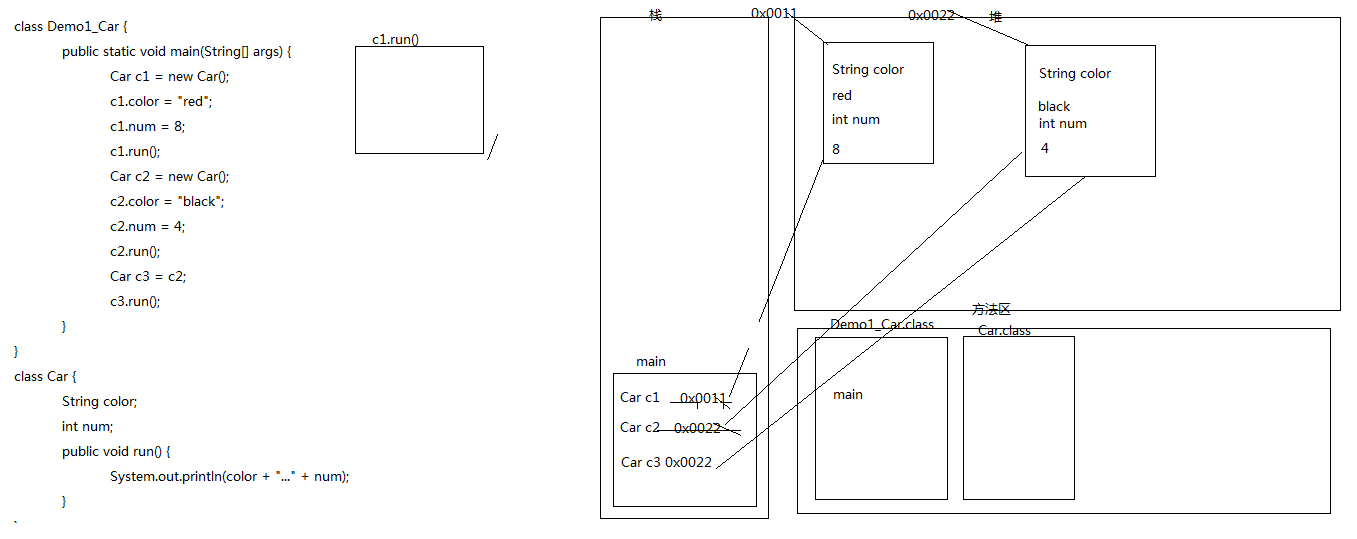 class Demo1_Car {
public static void main(String[] args) {
Car c1 = new Car();
c1.color = "red";
c1.num = 8;
c1.run();
Car c2 = new Car();
c2.color = "black";
c2.num = 4;
c2.run();
Car c3 = c2;
c3.run();
}
}
class Car {
String color;
int num;
public void run() {
System.out.println(color + "..." + num);
}
c1.run()
栈
0x0011
0x0022
堆
String color
red
int num
8
String color
black
int num
4
main
Car c1 0x0011
Car c2 0x0022
Car c3 0x0022
方法区
Demo1_Car.class
Car.class
main